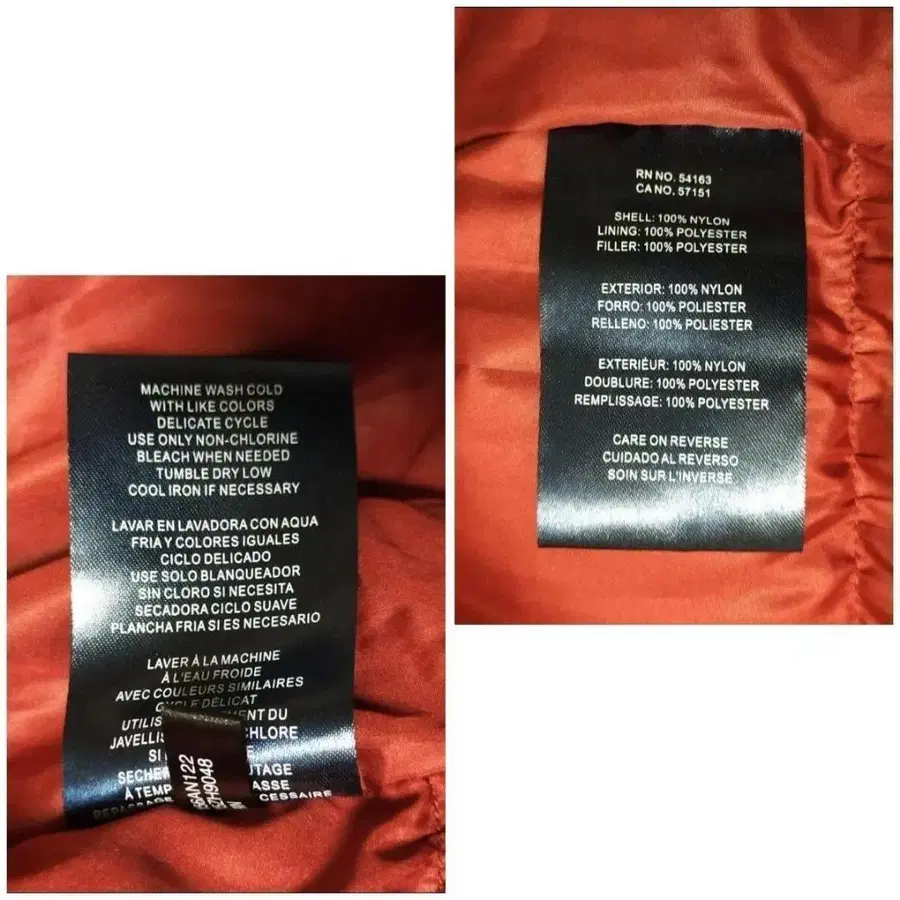 MACHINE WASH COLD
WITH LIKE COLORS
DELICATE CYCLE
USE ONLY NON-CHLORINE
BLEACH WHEN NEEDED
TUMBLE DRY LOW
COOL IRON IF NECESSARY
LAVAR EN LAVADORA CON AQUA
FRIA Y COLORES IGUALES
CICLO DELICADO
USE SOLO BLANQUEADOR
SIN CLORO SI NECESITA
SECADORA CICLO SUAVE
PLANCHA FRIA SI ES NECESARIO
LAVER À LA MACHINE
À L'EAU FROIDE
AVEC COULEURS SIMILAIRES
CYCLE DÉLICAT
SI
À
RN NO. 54163
CA NO. 57151
SHELL: 100% NYLON
LINING: 100% POLYESTER
FILLER: 100% POLYESTER
EXTERIOR: 100% NYLON
FORRO: 100% POLIESTER
RELLENO: 100% POLIESTER
EXTERIÉUR: 100% NYLON
DOUBLURE: 100% POLYESTER
REMPLISSAGE: 100% POLYESTER
CARE ON REVERSE
CUIDADO AL REVERSO
SOIN SUR L'INVERSE